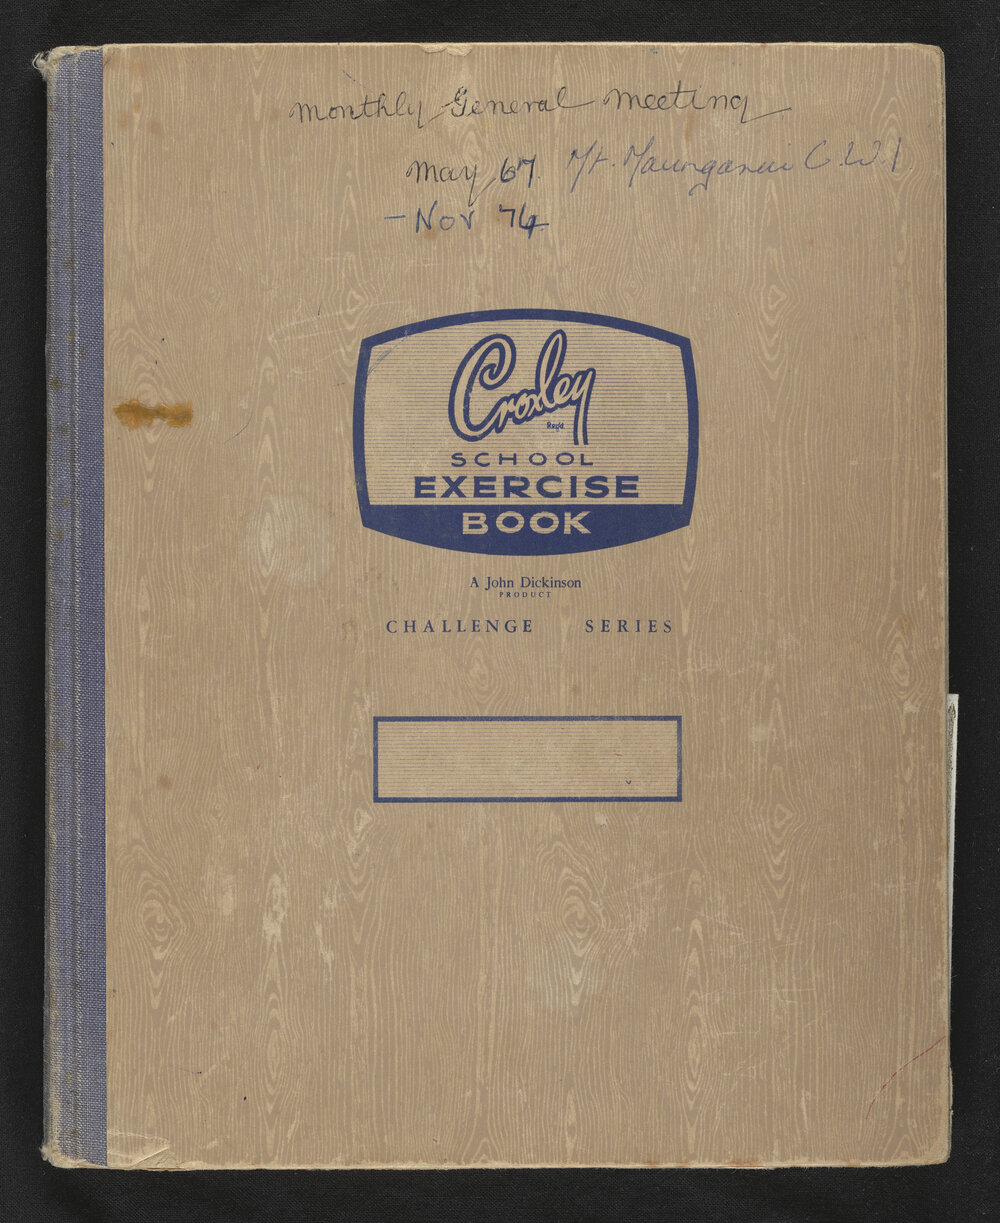 Monthly General Meeting
May 67. Mt. Maunganui C.W.I.
- Nov 74
Croxley
Regd.
SCHOOL
EXERCISE
BOOK
A John Dickinson
PRODUCT
CHALLENGE SERIES